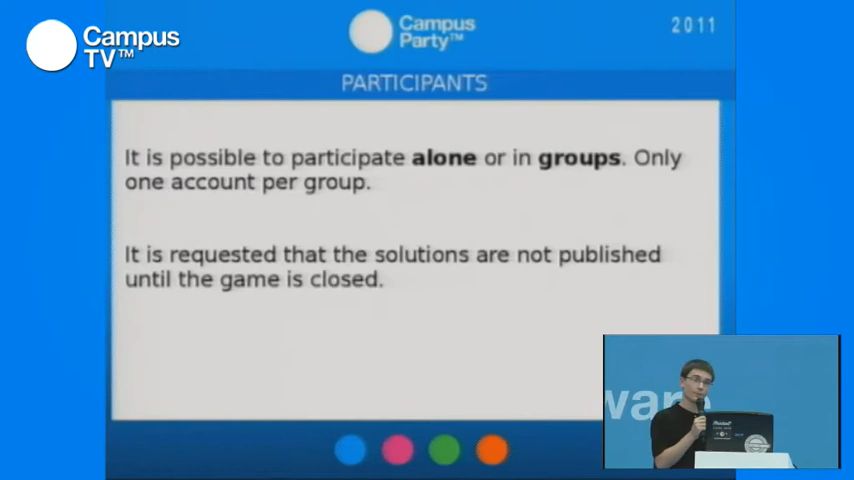 Campus
TV™
Campus
Party™
2011
PARTICIPANTS
It is possible to participate alone or in groups. Only
one account per group.
It is requested that the solutions are not published
until the game is closed.
ware